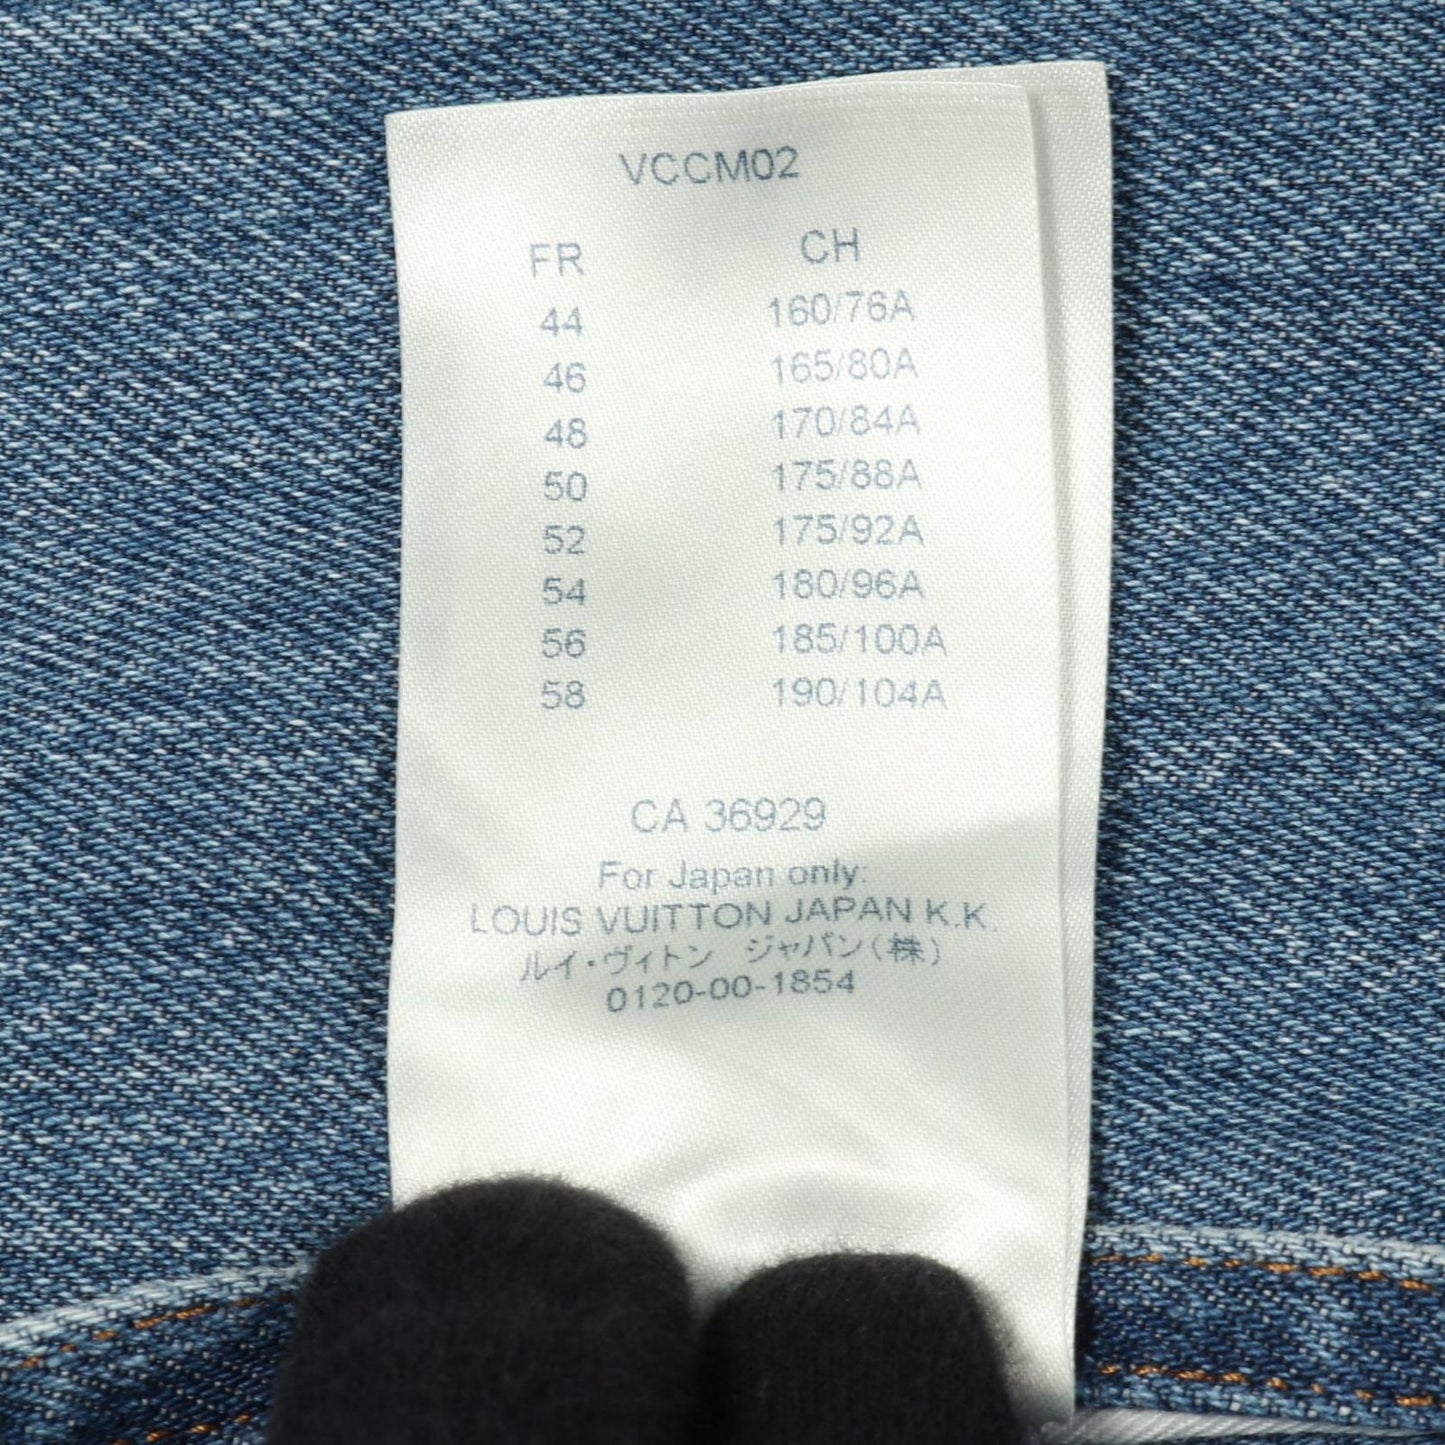 VCCM02
FR CH
44 160/76A
46 165/80A
48 170/84A
50 175/88A
52 175/92A
54 180/96A
56 185/100A
58 190/104A
CA 36929
For Japan only:
LOUIS VUITTON JAPAN K.K.
ルイ・ヴィトン ジャパン(株)
0120-00-1854